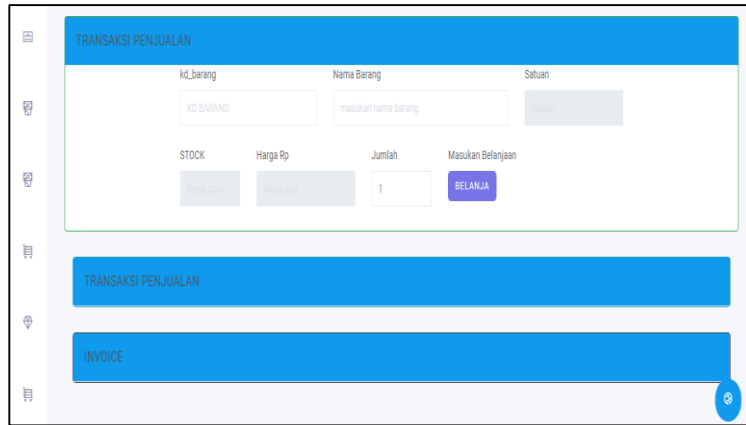 TRANSAKSI PENJUALAN
kd_barang Nama Barang Satuan
KD BARANG masukan nama barang satuan
STOCK Harga Rp Jumlah Masukan Belanjaan
1 BELANJA
TRANSAKSI PENJUALAN
INVOICE